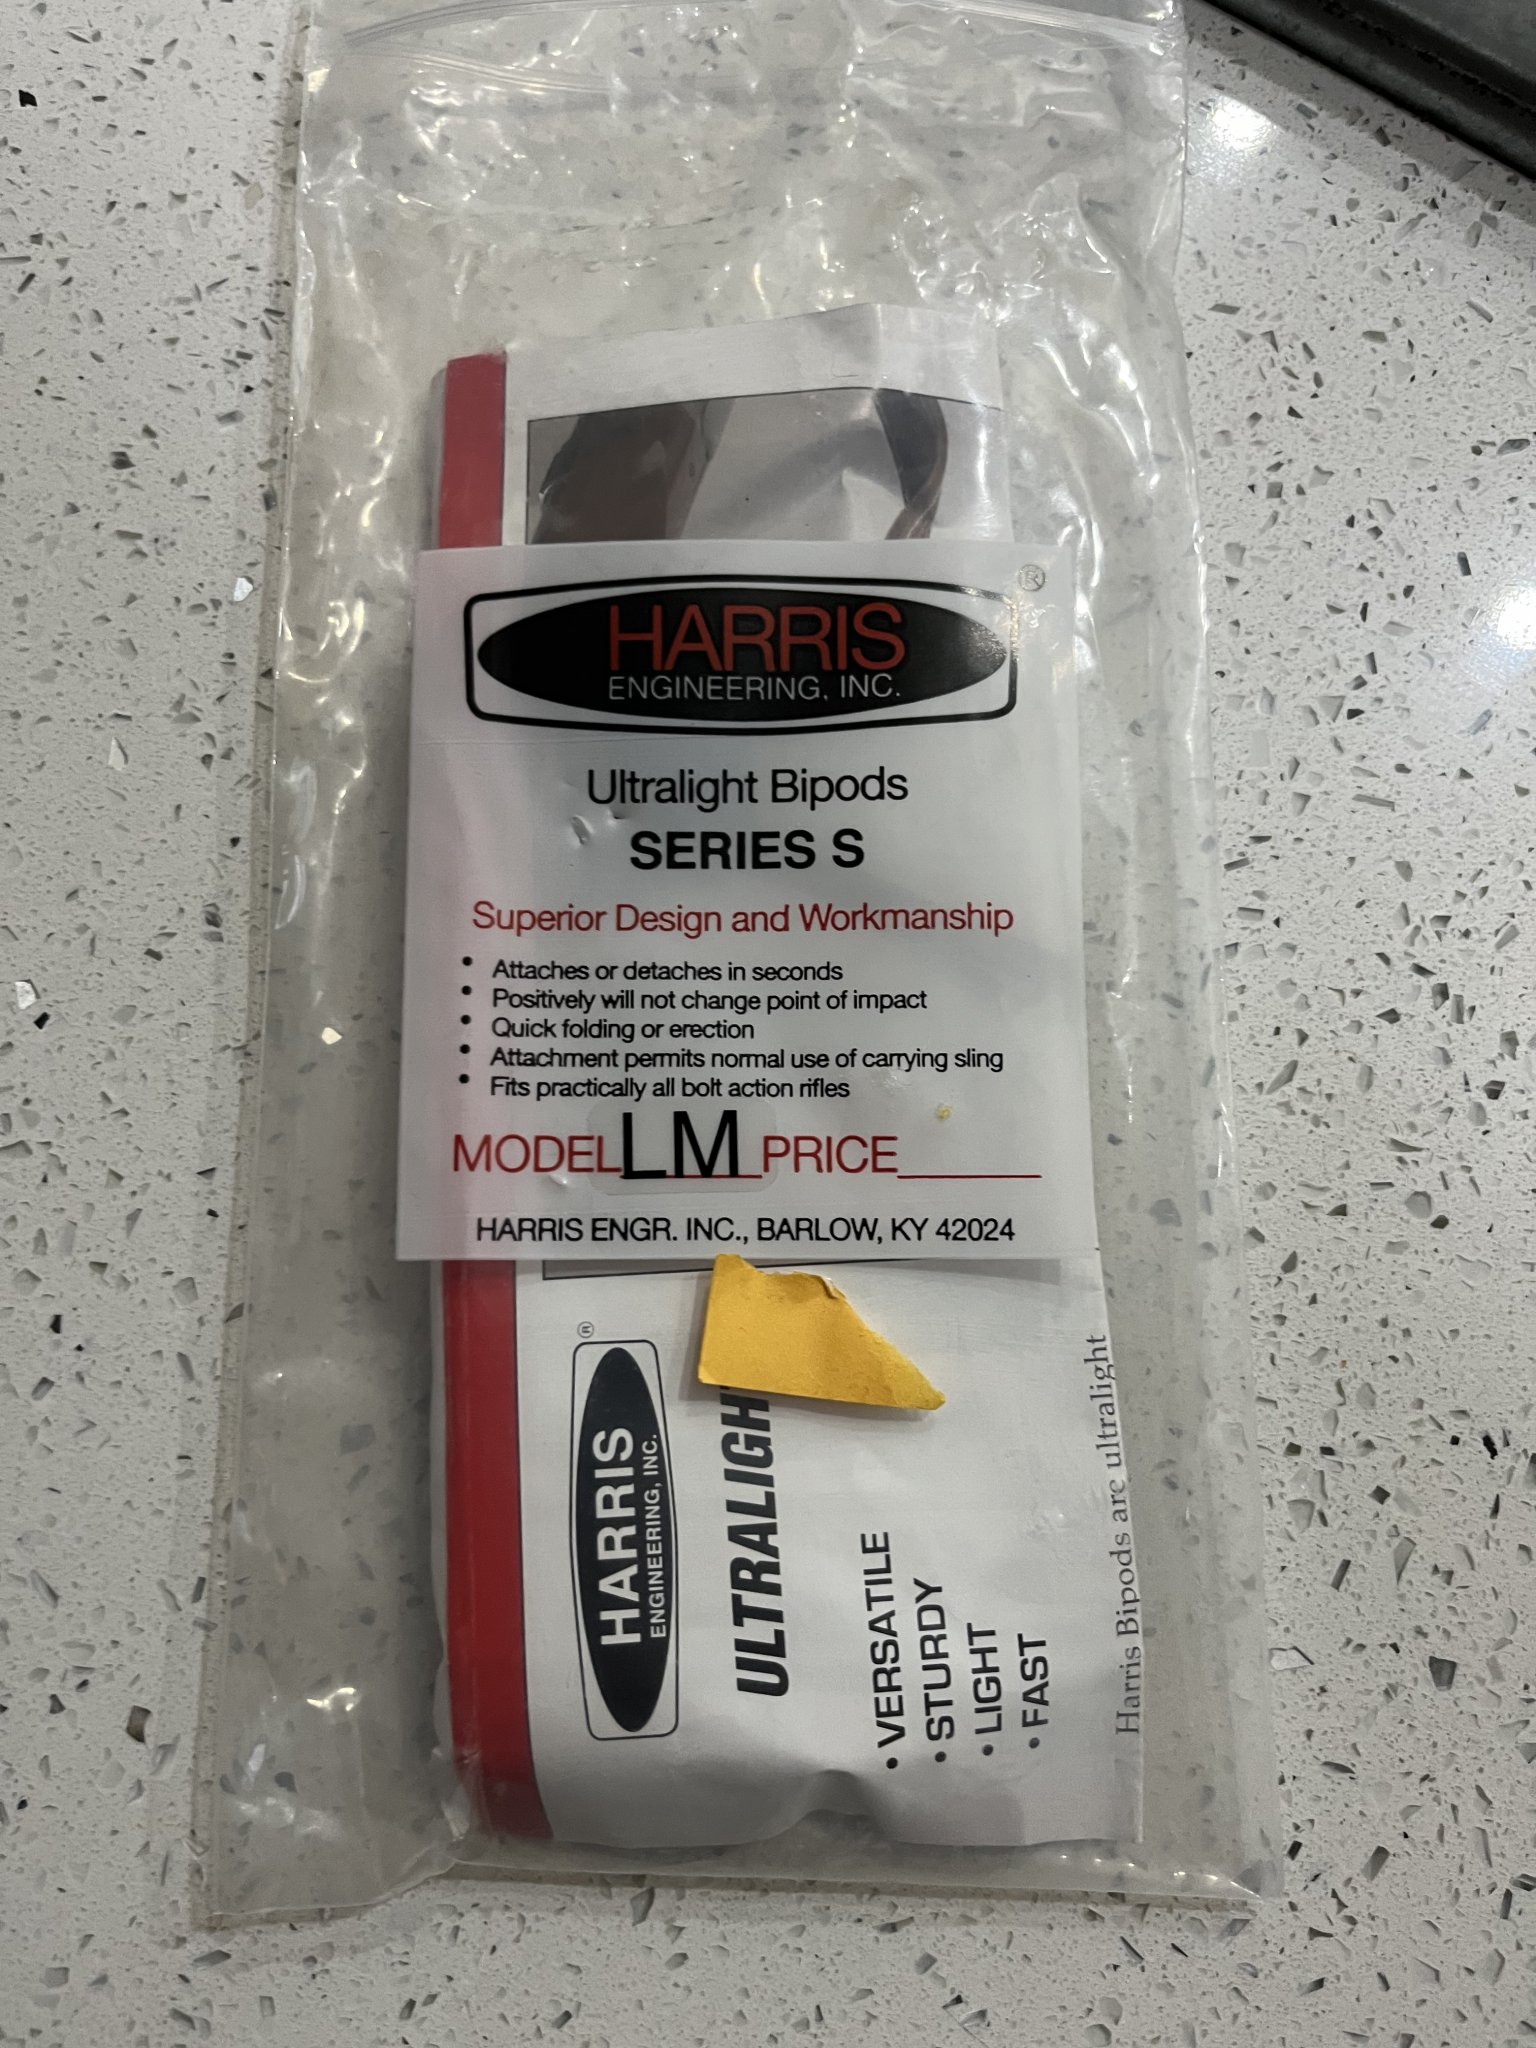 HARRIS ®
ENGINEERING, INC.
Ultralight Bipods
SERIES S
Superior Design and Workmanship
• Attaches or detaches in seconds
• Positively will not change point of impact
• Quick folding or erection
• Attachment permits normal use of carrying sling
• Fits practically all bolt action rifles
MODEL LM PRICE______
HARRIS ENGR. INC., BARLOW, KY 42024
HARRIS ®
ENGINEERING, INC.
ULTRALIGH
• VERSATILE
• STURDY
• LIGHT
• FAST
Harris Bipods are ultralight